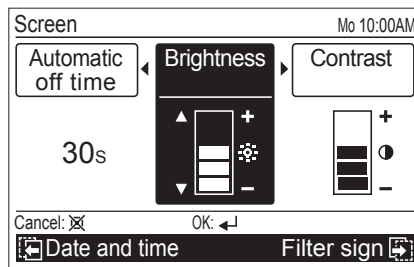 Screen Mo 10:00AM
Automatic off time
Brightness
Contrast
30s
+ +
- -
Cancel: OK:
Date and time Filter sign